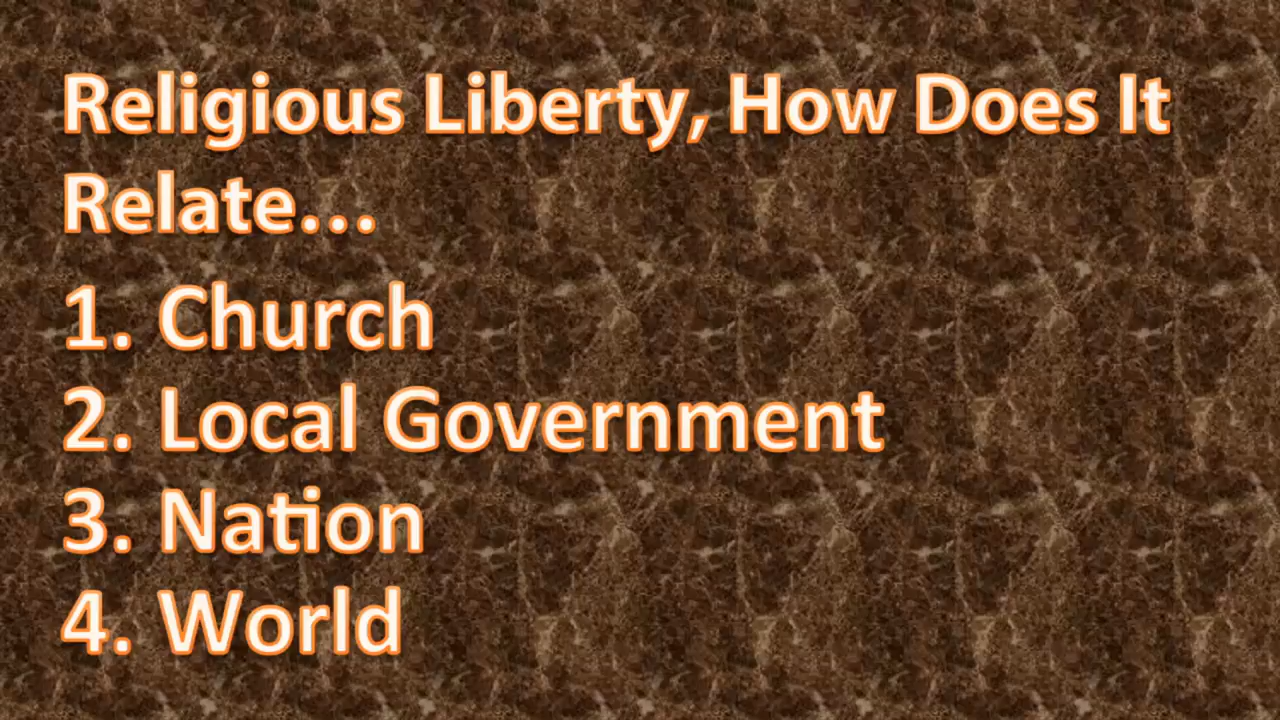 Religious Liberty, How Does It
Relate...
1. Church
2. Local Government
3. Nation
4. World